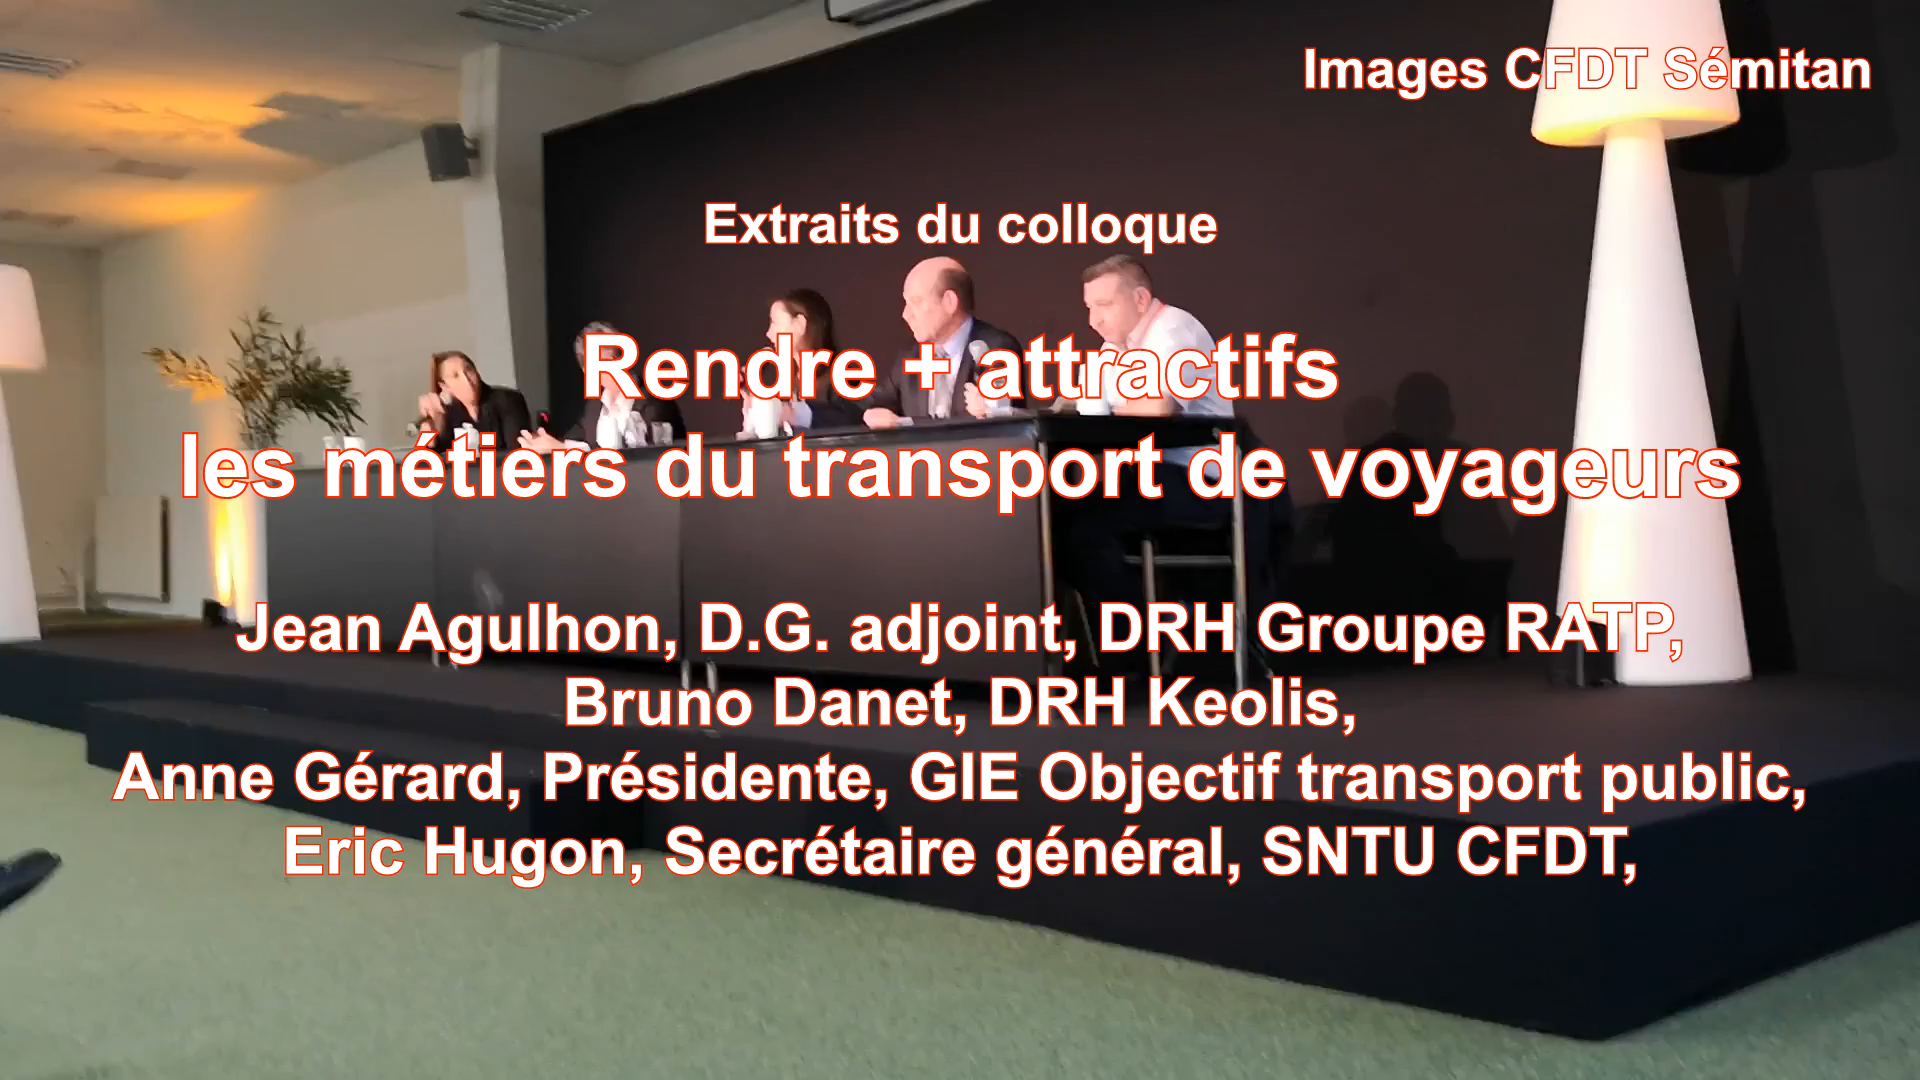 Images CFDT Sémitan
Extraits du colloque
Rendre + attractifs
les métiers du transport de voyageurs
Jean Agulhon, D.G. adjoint, DRH Groupe RATP,
Bruno Danet, DRH Keolis,
Anne Gérard, Présidente, GIE Objectif transport public,
Eric Hugon, Secrétaire général, SNTU CFDT,